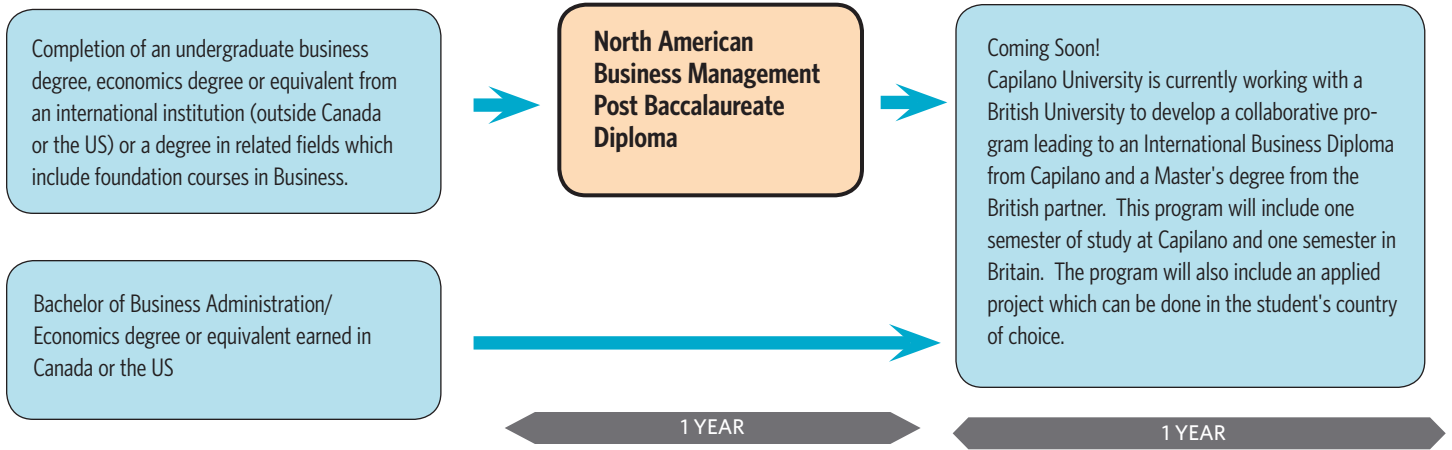 Completion of an undergraduate business
degree, economics degree or equivalent from
an international institution (outside Canada
or the US) or a degree in related fields which
include foundation courses in Business.
North American
Business Management
Post Baccalaureate
Diploma
Coming Soon!
Capilano University is currently working with a
British University to develop a collaborative pro-
gram leading to an International Business Diploma
from Capilano and a Master's degree from the
British partner.  This program will include one
semester of study at Capilano and one semester in
Britain.  The program will also include an applied
project which can be done in the student's country
of choice.
Bachelor of Business Administration/
Economics degree or equivalent earned in
Canada or the US
1 YEAR
1 YEAR